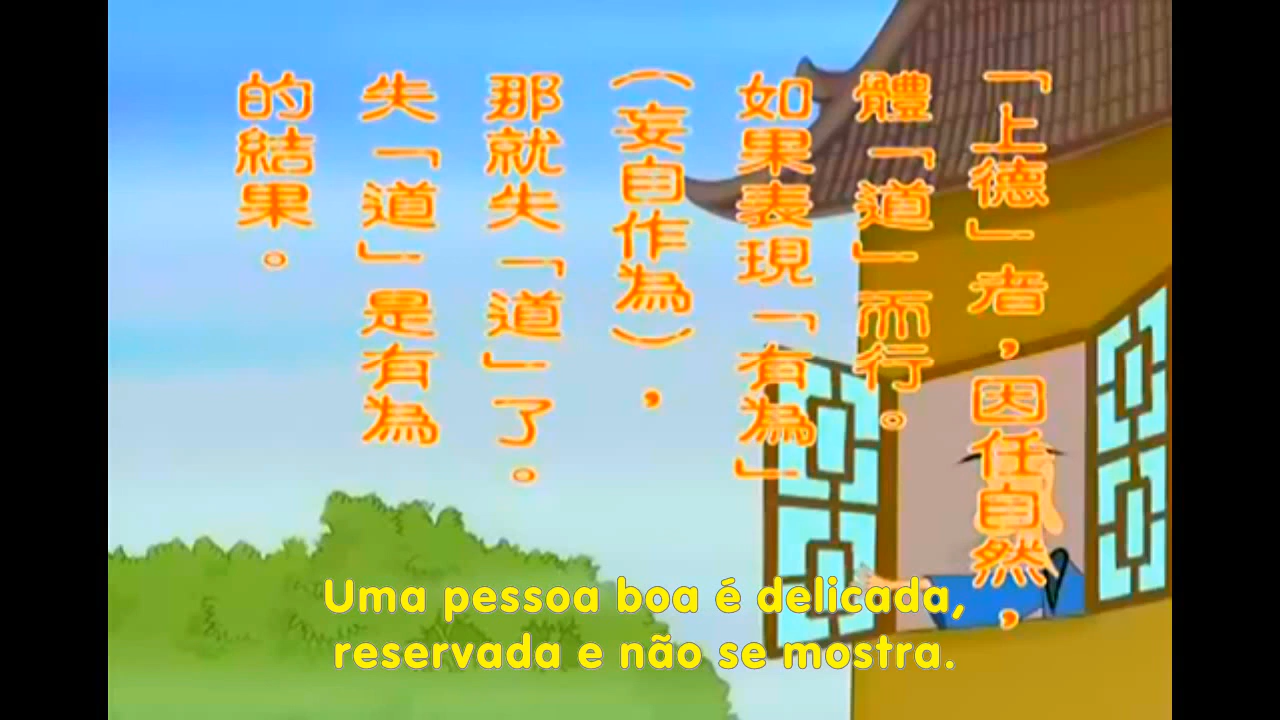 「上德」者，因任自然，
體「道」而行。
如果表現「有為」
（妄自作為），
那就失「道」了。
失「道」是有為
的結果。
Uma pessoa boa é delicada,
reservada e não se mostra.